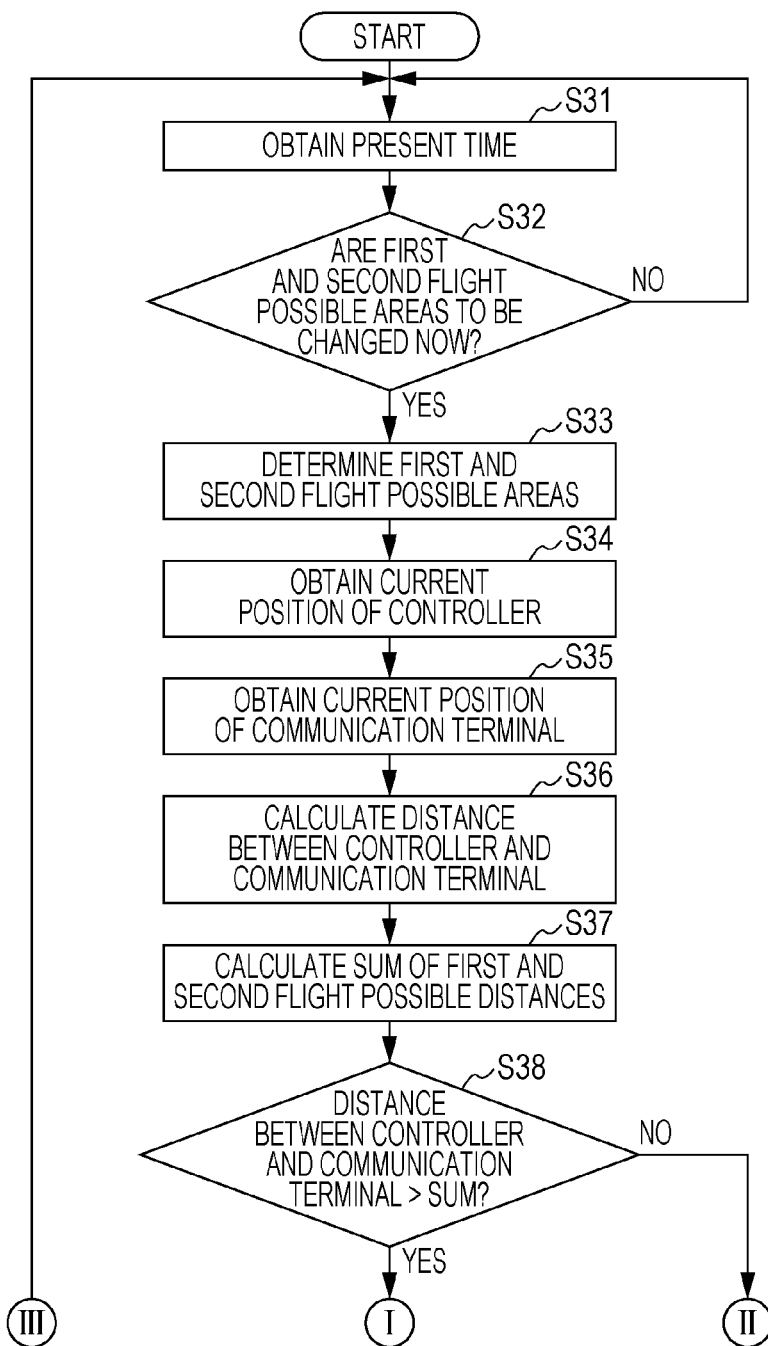 START
S31
OBTAIN PRESENT TIME
S32
ARE FIRST
AND SECOND FLIGHT
POSSIBLE AREAS TO BE
CHANGED NOW?
NO
YES
S33
DETERMINE FIRST AND
SECOND FLIGHT POSSIBLE AREAS
S34
OBTAIN CURRENT
POSITION OF CONTROLLER
S35
OBTAIN CURRENT POSITION
OF COMMUNICATION TERMINAL
S36
CALCULATE DISTANCE
BETWEEN CONTROLLER AND
COMMUNICATION TERMINAL
S37
CALCULATE SUM OF FIRST AND
SECOND FLIGHT POSSIBLE DISTANCES
S38
DISTANCE
BETWEEN CONTROLLER
AND COMMUNICATION
TERMINAL > SUM?
NO
YES
III
I
II